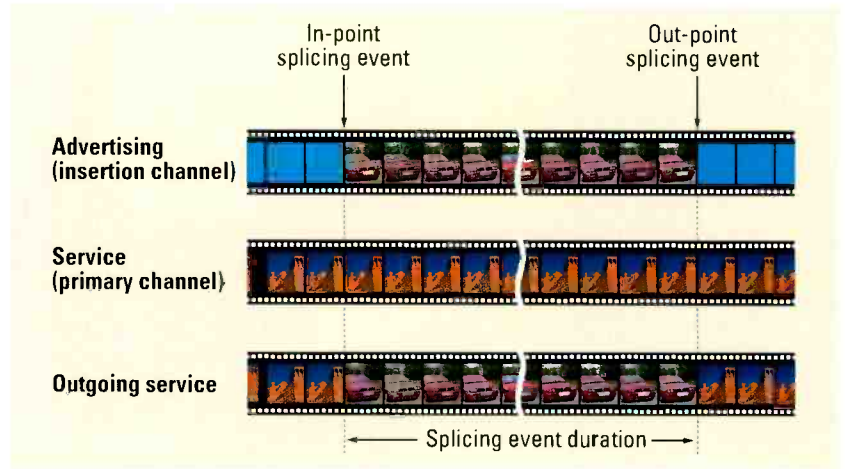 In-point
splicing event
Out-point
splicing event
Advertising
(insertion channel)
Service
(primary channel)
Outgoing service
Splicing event duration